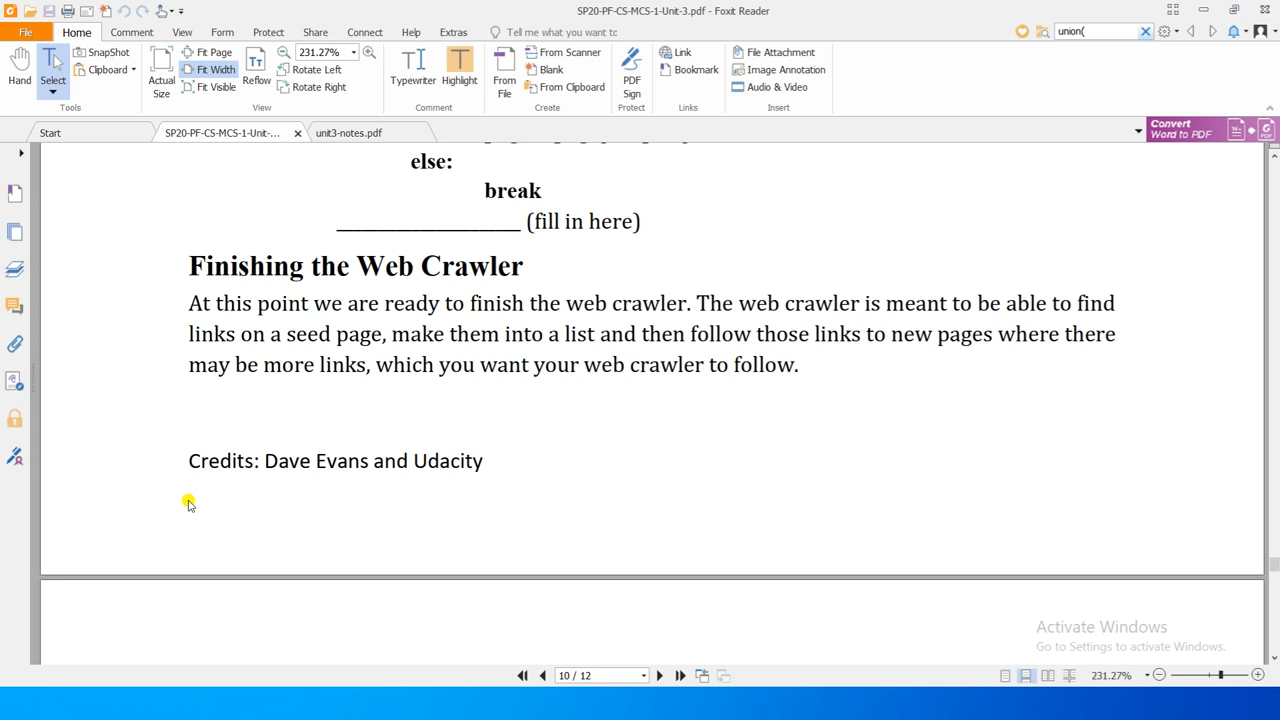 SP20-PF-CS-MCS-1-Unit-3.pdf - Foxit Reader
File Home Comment View Form Protect Share Connect Help Extras Tell me what you want tc union(
Hand
Select
SnapShot
Clipboard
Tools
Actual Size
Fit Page
Fit Width
Fit Visible
Reflow
231.27%
Rotate Left
Rotate Right
View
Typewriter
Highlight
Comment
From File
From Scanner
Blank
From Clipboard
Create
PDF Sign
Protect
Link
Bookmark
Links
File Attachment
Image Annotation
Audio & Video
Insert
Start SP20-PF-CS-MCS-1-Unit-... unit3-notes.pdf
Convert
Word to PDF
else:
break
____________________ (fill in here)
Finishing the Web Crawler
At this point we are ready to finish the web crawler. The web crawler is meant to be able to find
links on a seed page, make them into a list and then follow those links to new pages where there
may be more links, which you want your web crawler to follow.
Credits: Dave Evans and Udacity
Activate Windows
Go to Settings to activate Windows.
10 / 12
231.27%